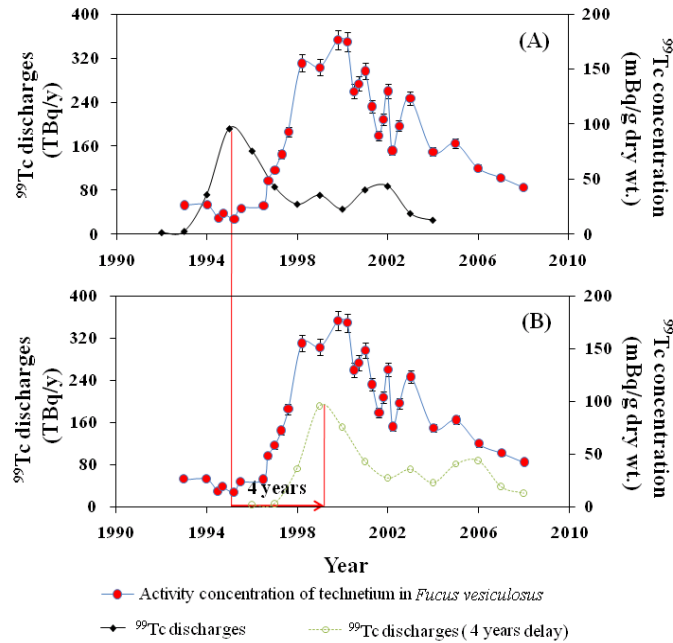 (A)
⁹⁹Tc discharges
(TBq/y)
400
320
240
160
80
0
200
150
100
50
0
⁹⁹Tc concentration
(mBq/g dry wt.)
1990 1994 1998 2002 2006 2010
(B)
⁹⁹Tc discharges
(TBq/y)
400
320
240
160
80
0
200
150
100
50
0
⁹⁹Tc concentration
(mBq/g dry wt.)
4 years
1990 1994 1998 2002 2006 2010
Year
Activity concentration of technetium in Fucus vesiculosus
⁹⁹Tc discharges
⁹⁹Tc discharges ( 4 years delay)